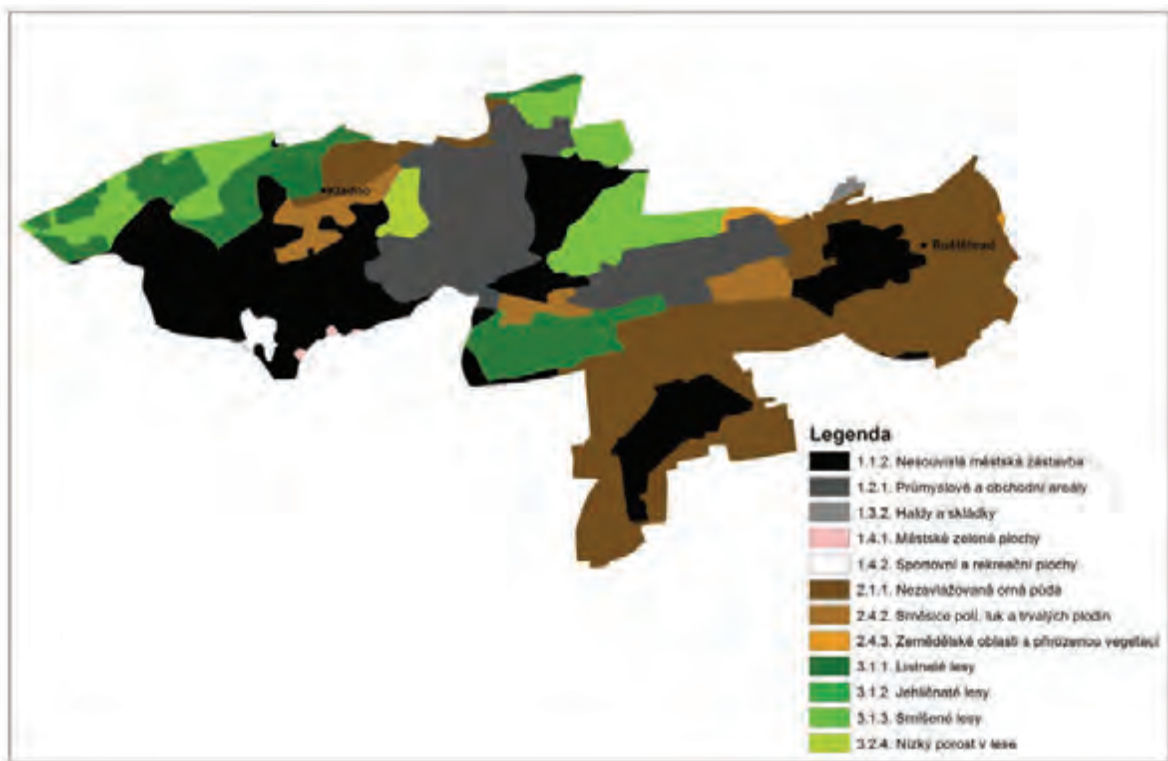 Kladno
Buštěhrad
Legenda
1.1.2. Nesouvislá městská zástavba
1.2.1. Průmyslové a obchodní areály
1.3.2. Haldy a skládky
1.4.1. Městské zelené plochy
1.4.2. Sportovní a rekreační plochy
2.1.1. Nezavlažovaná orná půda
2.4.2. Směsice polí, luk a trvalých plodin
2.4.3. Zemědělské oblasti s přirozenou vegetací
3.1.1. Listnaté lesy
3.1.2. Jehličnaté lesy
3.1.3. Smíšené lesy
3.2.4. Nízký porost v lese